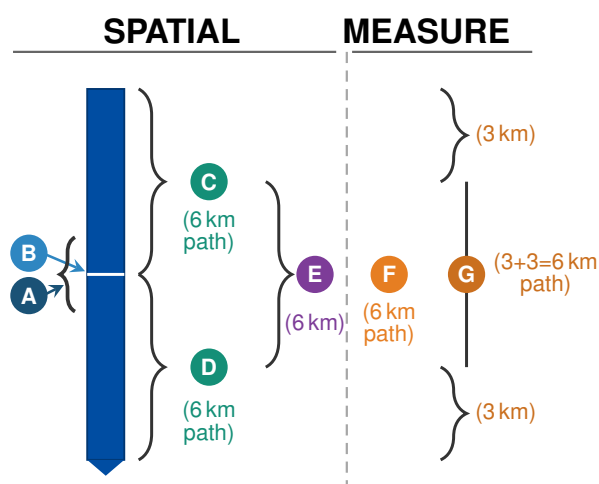 SPATIAL
MEASURE
(3 km)
C
(6 km
path)
B
A
E
(6 km)
F
(6 km
path)
G
(3+3=6 km
path)
D
(6 km
path)
(3 km)